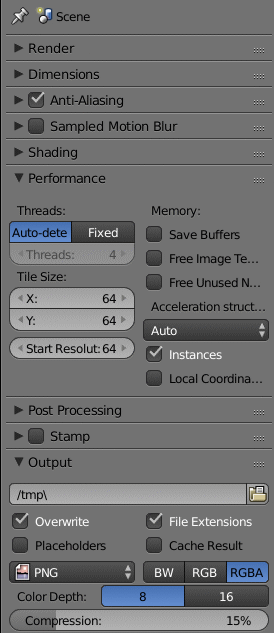 Scene
Render
Dimensions
Anti-Aliasing
Sampled Motion Blur
Shading
Performance
Threads: Memory:
Auto-dete Fixed Save Buffers
Threads: 4 Free Image Te...
Tile Size: Free Unused N...
X: 64 Acceleration struct...
Y: 64 Auto
Start Resolut: 64 Instances
Local Coordina...
Post Processing
Stamp
Output
/tmp\
Overwrite File Extensions
Placeholders Cache Result
PNG BW RGB RGBA
Color Depth: 8 16
Compression: 15%